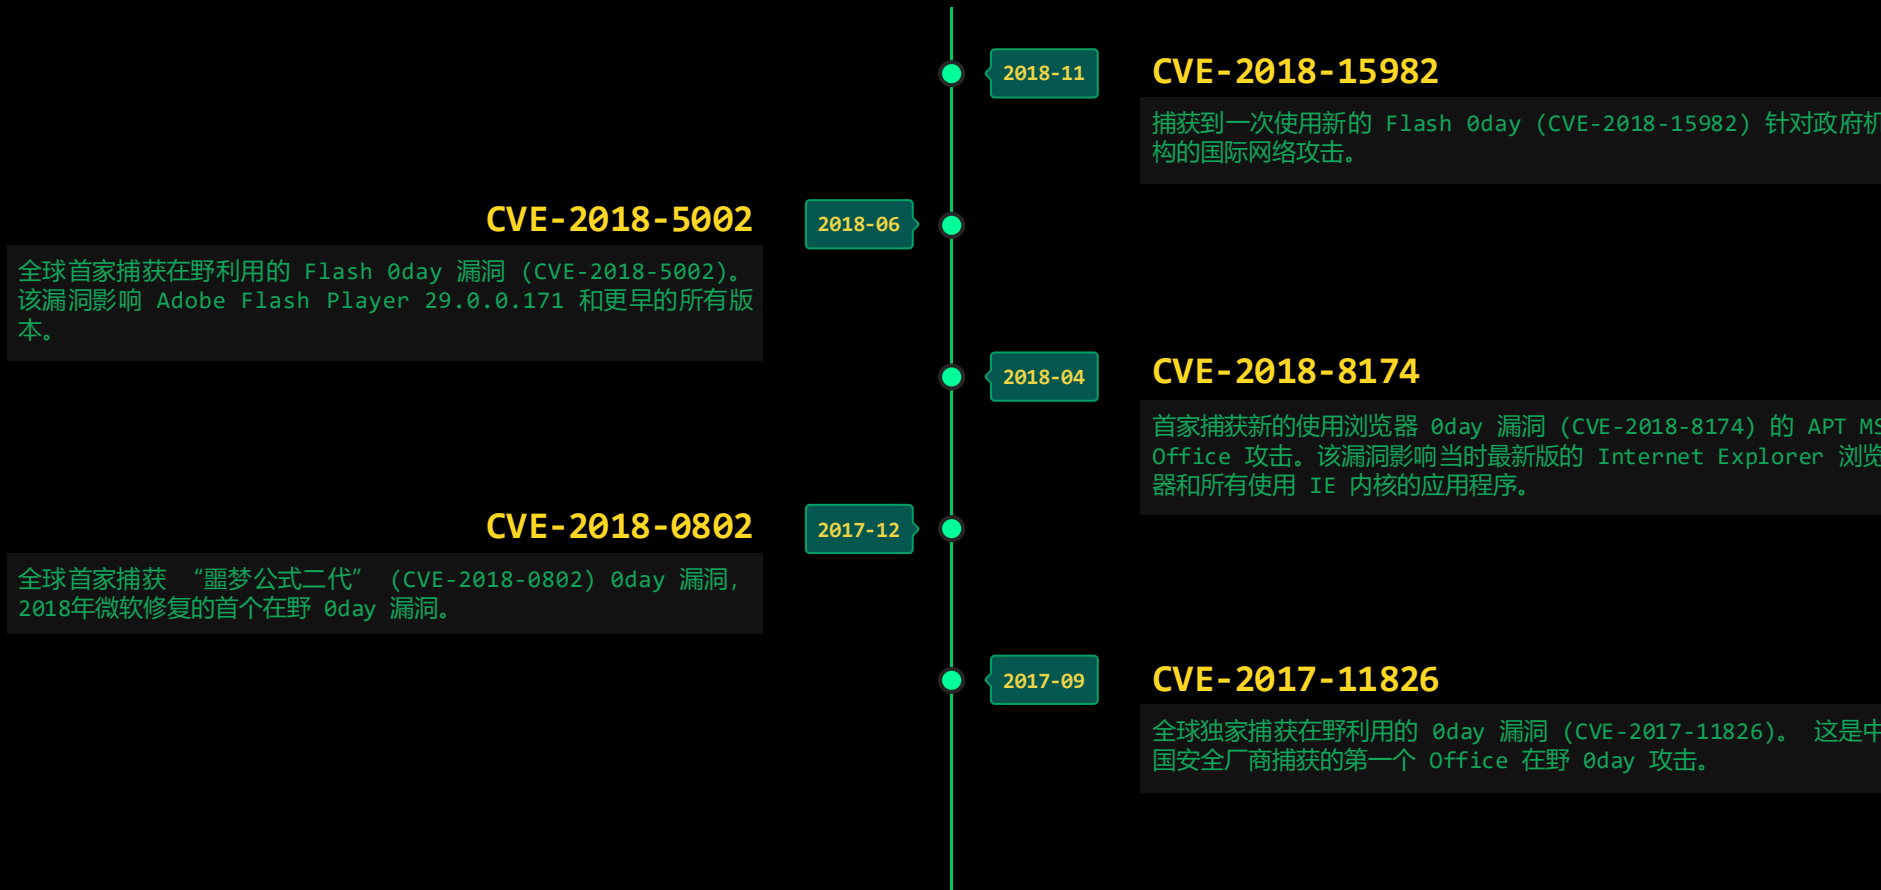 2018-11
CVE-2018-15982
捕获到一次使用新的 Flash 0day (CVE-2018-15982) 针对政府机
构的国际网络攻击。
CVE-2018-5002
2018-06
全球首家捕获在野利用的 Flash 0day 漏洞 (CVE-2018-5002)。
该漏洞影响 Adobe Flash Player 29.0.0.171 和更早的所有版
本。
2018-04
CVE-2018-8174
首家捕获新的使用浏览器 0day 漏洞 (CVE-2018-8174) 的 APT MS
Office 攻击。该漏洞影响当时最新版的 Internet Explorer 浏览
器和所有使用 IE 内核的应用程序。
CVE-2018-0802
2017-12
全球首家捕获 “噩梦公式二代” (CVE-2018-0802) 0day 漏洞,
2018年微软修复的首个在野 0day 漏洞。
2017-09
CVE-2017-11826
全球独家捕获在野利用的 0day 漏洞 (CVE-2017-11826)。 这是中
国安全厂商捕获的第一个 Office 在野 0day 攻击。